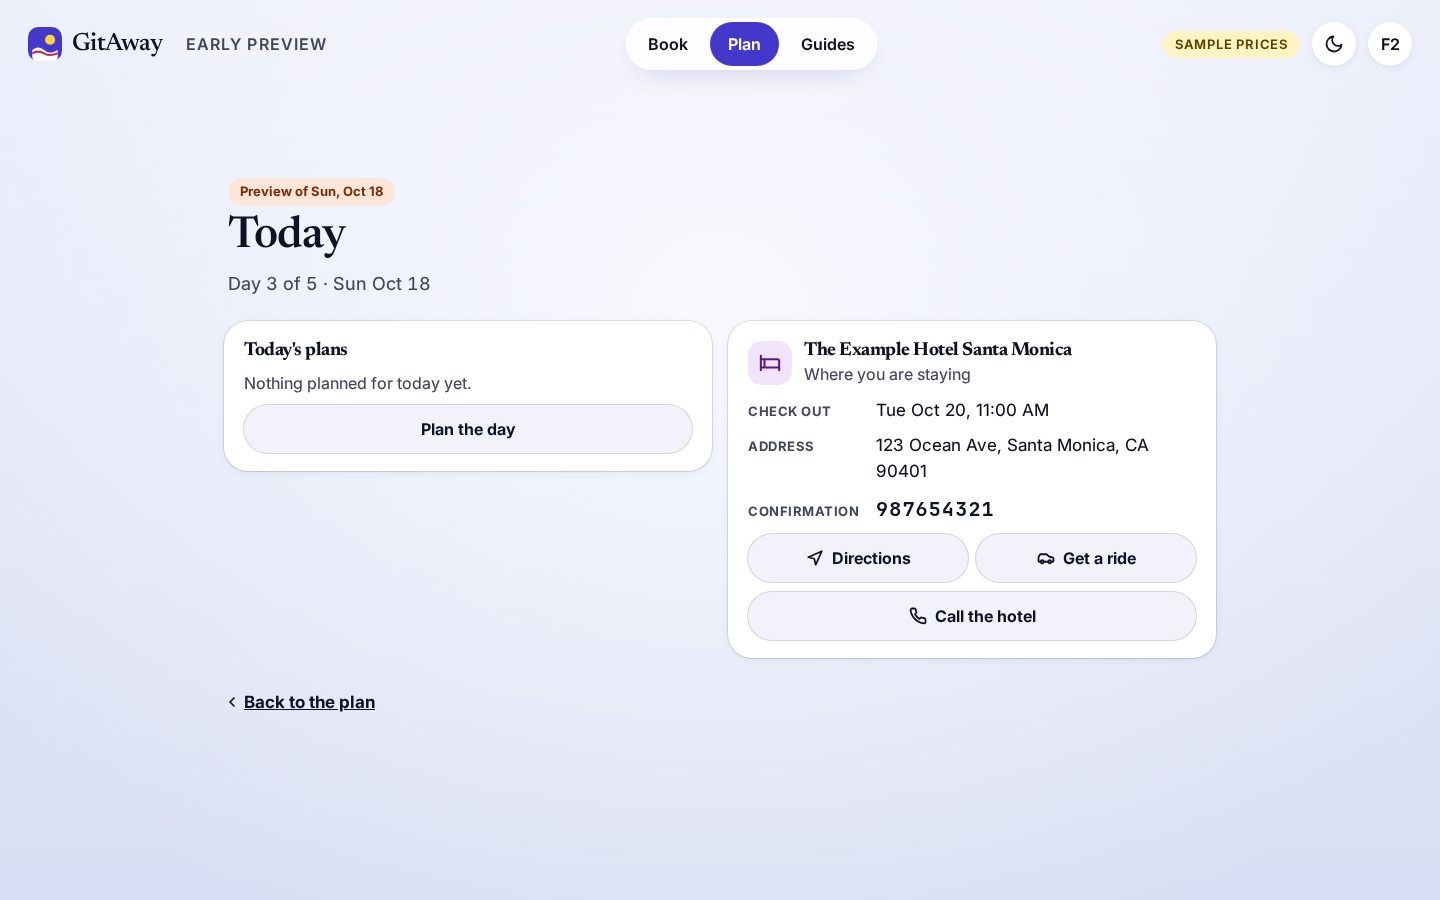 GitAway
EARLY PREVIEW
Book
Plan
Guides
SAMPLE PRICES
F2
Preview of Sun, Oct 18
Today
Day 3 of 5 · Sun Oct 18
Today's plans
Nothing planned for today yet.
Plan the day
The Example Hotel Santa Monica
Where you are staying
CHECK OUT
Tue Oct 20, 11:00 AM
ADDRESS
123 Ocean Ave, Santa Monica, CA
90401
CONFIRMATION
987654321
Directions
Get a ride
Call the hotel
Back to the plan